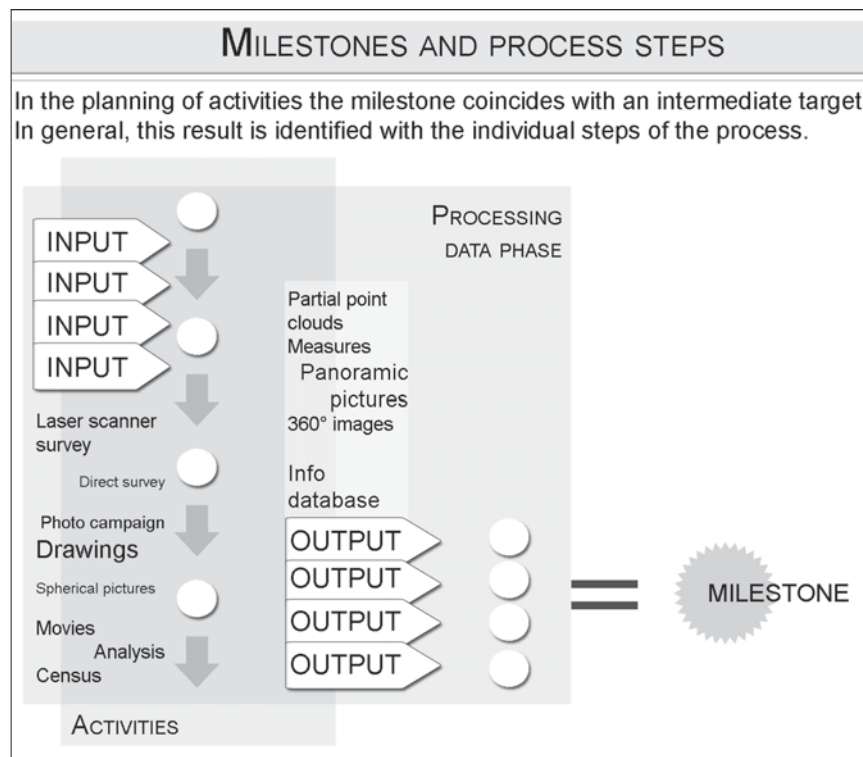 MILESTONES AND PROCESS STEPS
In the planning of activities the milestone coincides with an intermediate target
In general, this result is identified with the individual steps of the process.
PROCESSING
DATA PHASE
INPUT
INPUT
INPUT
INPUT
Laser scanner
survey
Direct survey
Photo campaign
Drawings
Spherical pictures
Movies
Analysis
Census
ACTIVITIES
Partial point
clouds
Measures
Panoramic
pictures
360° images
Info
database
OUTPUT
OUTPUT
OUTPUT
OUTPUT
MILESTONE